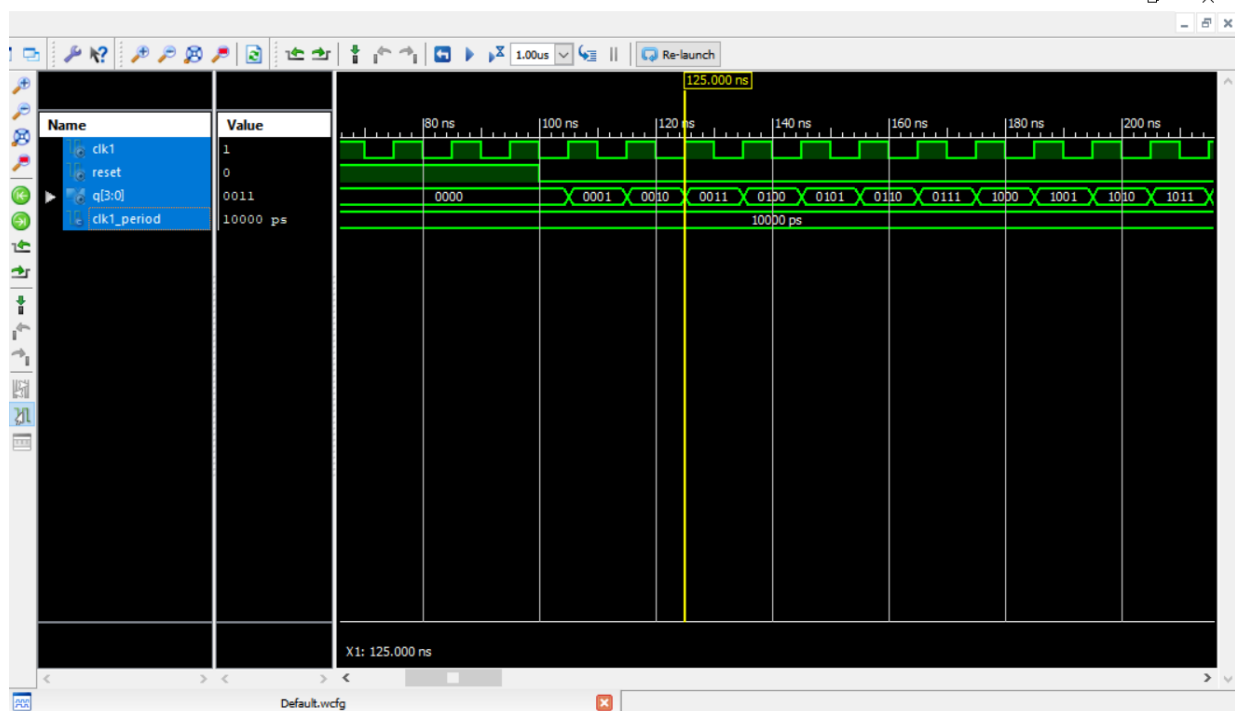 1.00us Re-launch
125.000 ns
Name Value
80 ns 100 ns 120 ns 140 ns 160 ns 180 ns 200 ns
clk1 1
reset 0
q[3:0] 0011 0000 0001 0010 0011 0100 0101 0110 0111 1000 1001 1010 1011
clk1_period 10000 ps 10000 ps
X1: 125.000 ns
Default.wcfg